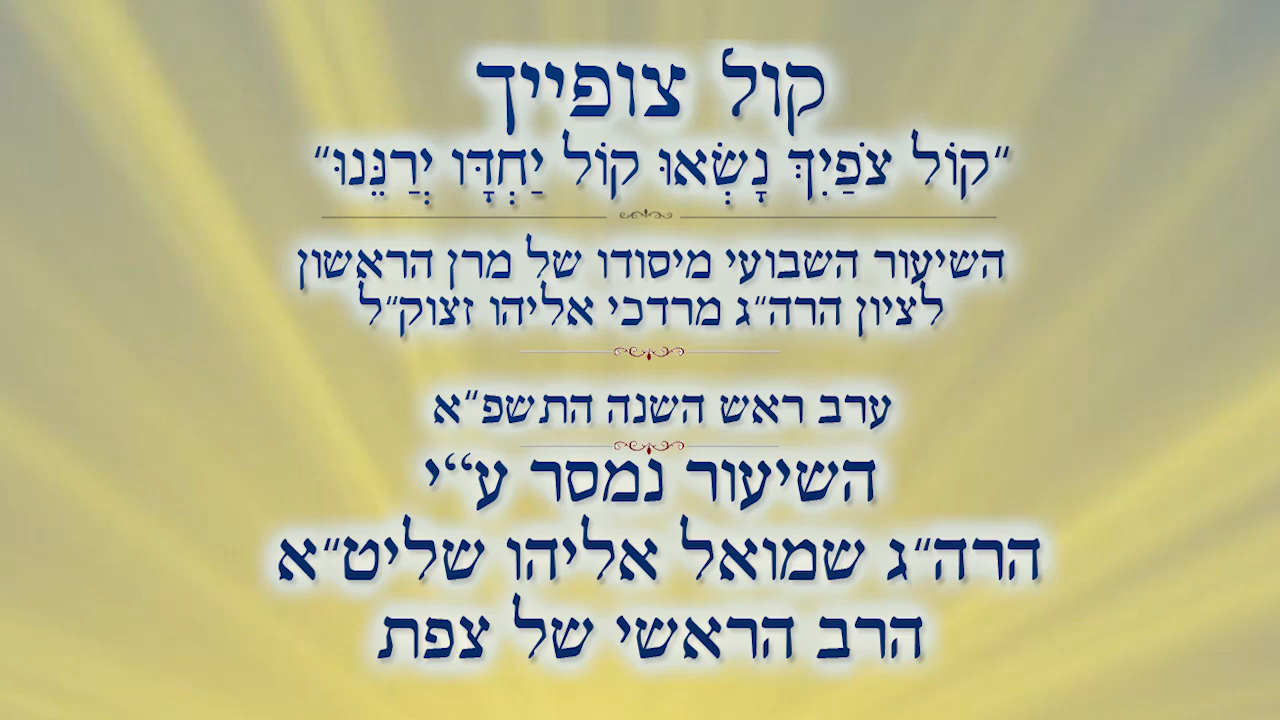 קול צופייך
"קוֹל צֹפַיִךְ נָשְׂאוּ קוֹל יַחְדָּו יְרַנֵּנוּ"
השיעור השבועי מיסודו של מרן הראשון
לציון הרה"ג מרדכי אליהו זצוק"ל
ערב ראש השנה התשפ"א
השיעור נמסר ע"י
הרה"ג שמואל אליהו שליט"א
הרב הראשי של צפת